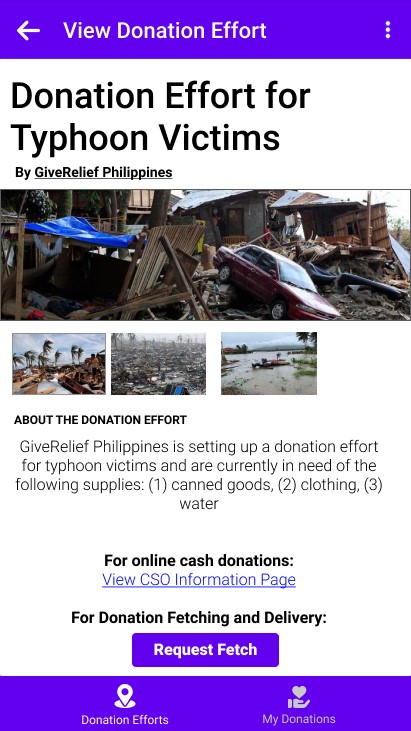 View Donation Effort
Donation Effort for
Typhoon Victims
By GiveRelief Philippines
ABOUT THE DONATION EFFORT
GiveRelief Philippines is setting up a donation effort
for typhoon victims and are currently in need of the
following supplies: (1) canned goods, (2) clothing, (3)
water
For online cash donations:
View CSO Information Page
For Donation Fetching and Delivery:
Request Fetch
Donation Efforts
My Donations